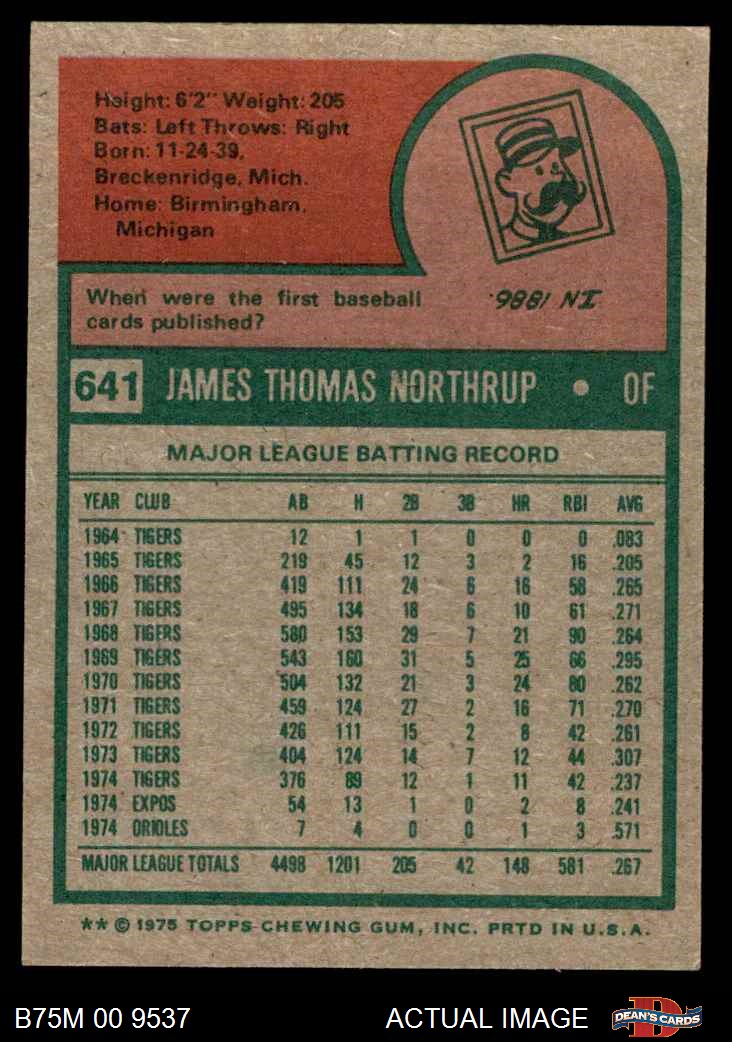 Height: 6'2" Weight: 205
Bats: Left Throws: Right
Born: 11-24-39,
Breckenridge, Mich.
Home: Birmingham,
Michigan
When were the first baseball
cards published?
IN 1886.
641 JAMES THOMAS NORTHRUP • OF
MAJOR LEAGUE BATTING RECORD
YEAR CLUB AB H 2B 3B HR RBI AVG
1964 TIGERS 12 1 1 0 0 0 .083
1965 TIGERS 219 45 12 3 2 16 .205
1966 TIGERS 419 111 24 6 16 58 .265
1967 TIGERS 495 134 18 6 10 61 .271
1968 TIGERS 580 153 29 7 21 90 .264
1969 TIGERS 543 160 31 5 25 66 .295
1970 TIGERS 504 132 21 3 24 80 .262
1971 TIGERS 459 124 27 2 16 71 .270
1972 TIGERS 426 111 15 2 8 42 .261
1973 TIGERS 404 124 14 7 12 44 .307
1974 TIGERS 376 89 12 1 11 42 .237
1974 EXPOS 54 13 1 0 2 8 .241
1974 ORIOLES 7 4 0 0 1 3 .571
MAJOR LEAGUE TOTALS 4498 1201 205 42 148 581 .267
** © 1975 TOPPS CHEWING GUM, INC. PRTD IN U.S.A.
B75M 00 9537 ACTUAL IMAGE DEAN'S CARDS